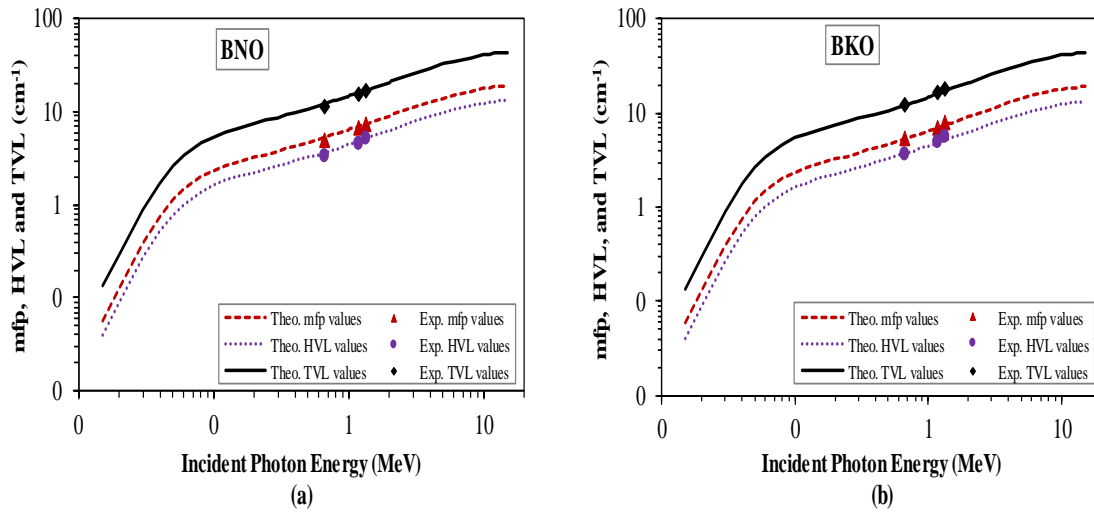 100
10
1
0
0
mfp, HVL and TVL (cm⁻¹)
BNO
Theo. mfp values
Exp. mfp values
Theo. HVL values
Exp. HVL values
Theo. TVL values
Exp. TVL values
0
0
1
10
Incident Photon Energy (MeV)
(a)
100
10
1
0
0
mfp, HVL, and TVL (cm⁻¹)
BKO
Theo. mfp values
Exp. mfp values
Theo. HVL values
Exp. HVL values
Theo. TVL values
Exp. TVL values
0
0
1
10
Incident Photon Energy (MeV)
(b)